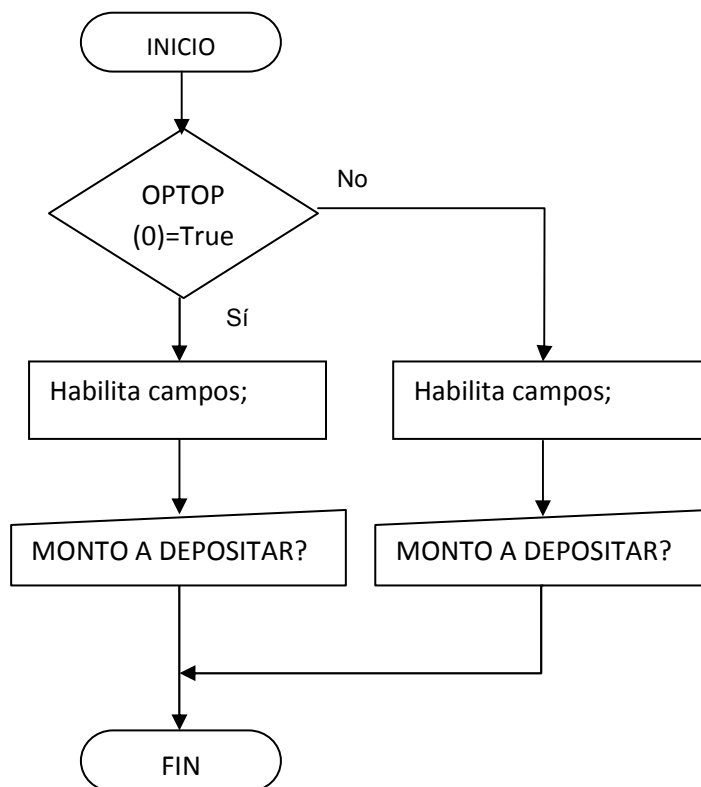 INICIO
OPTOP
(0)=True
No
Sí
Habilita campos;
Habilita campos;
MONTO A DEPOSITAR?
MONTO A DEPOSITAR?
FIN